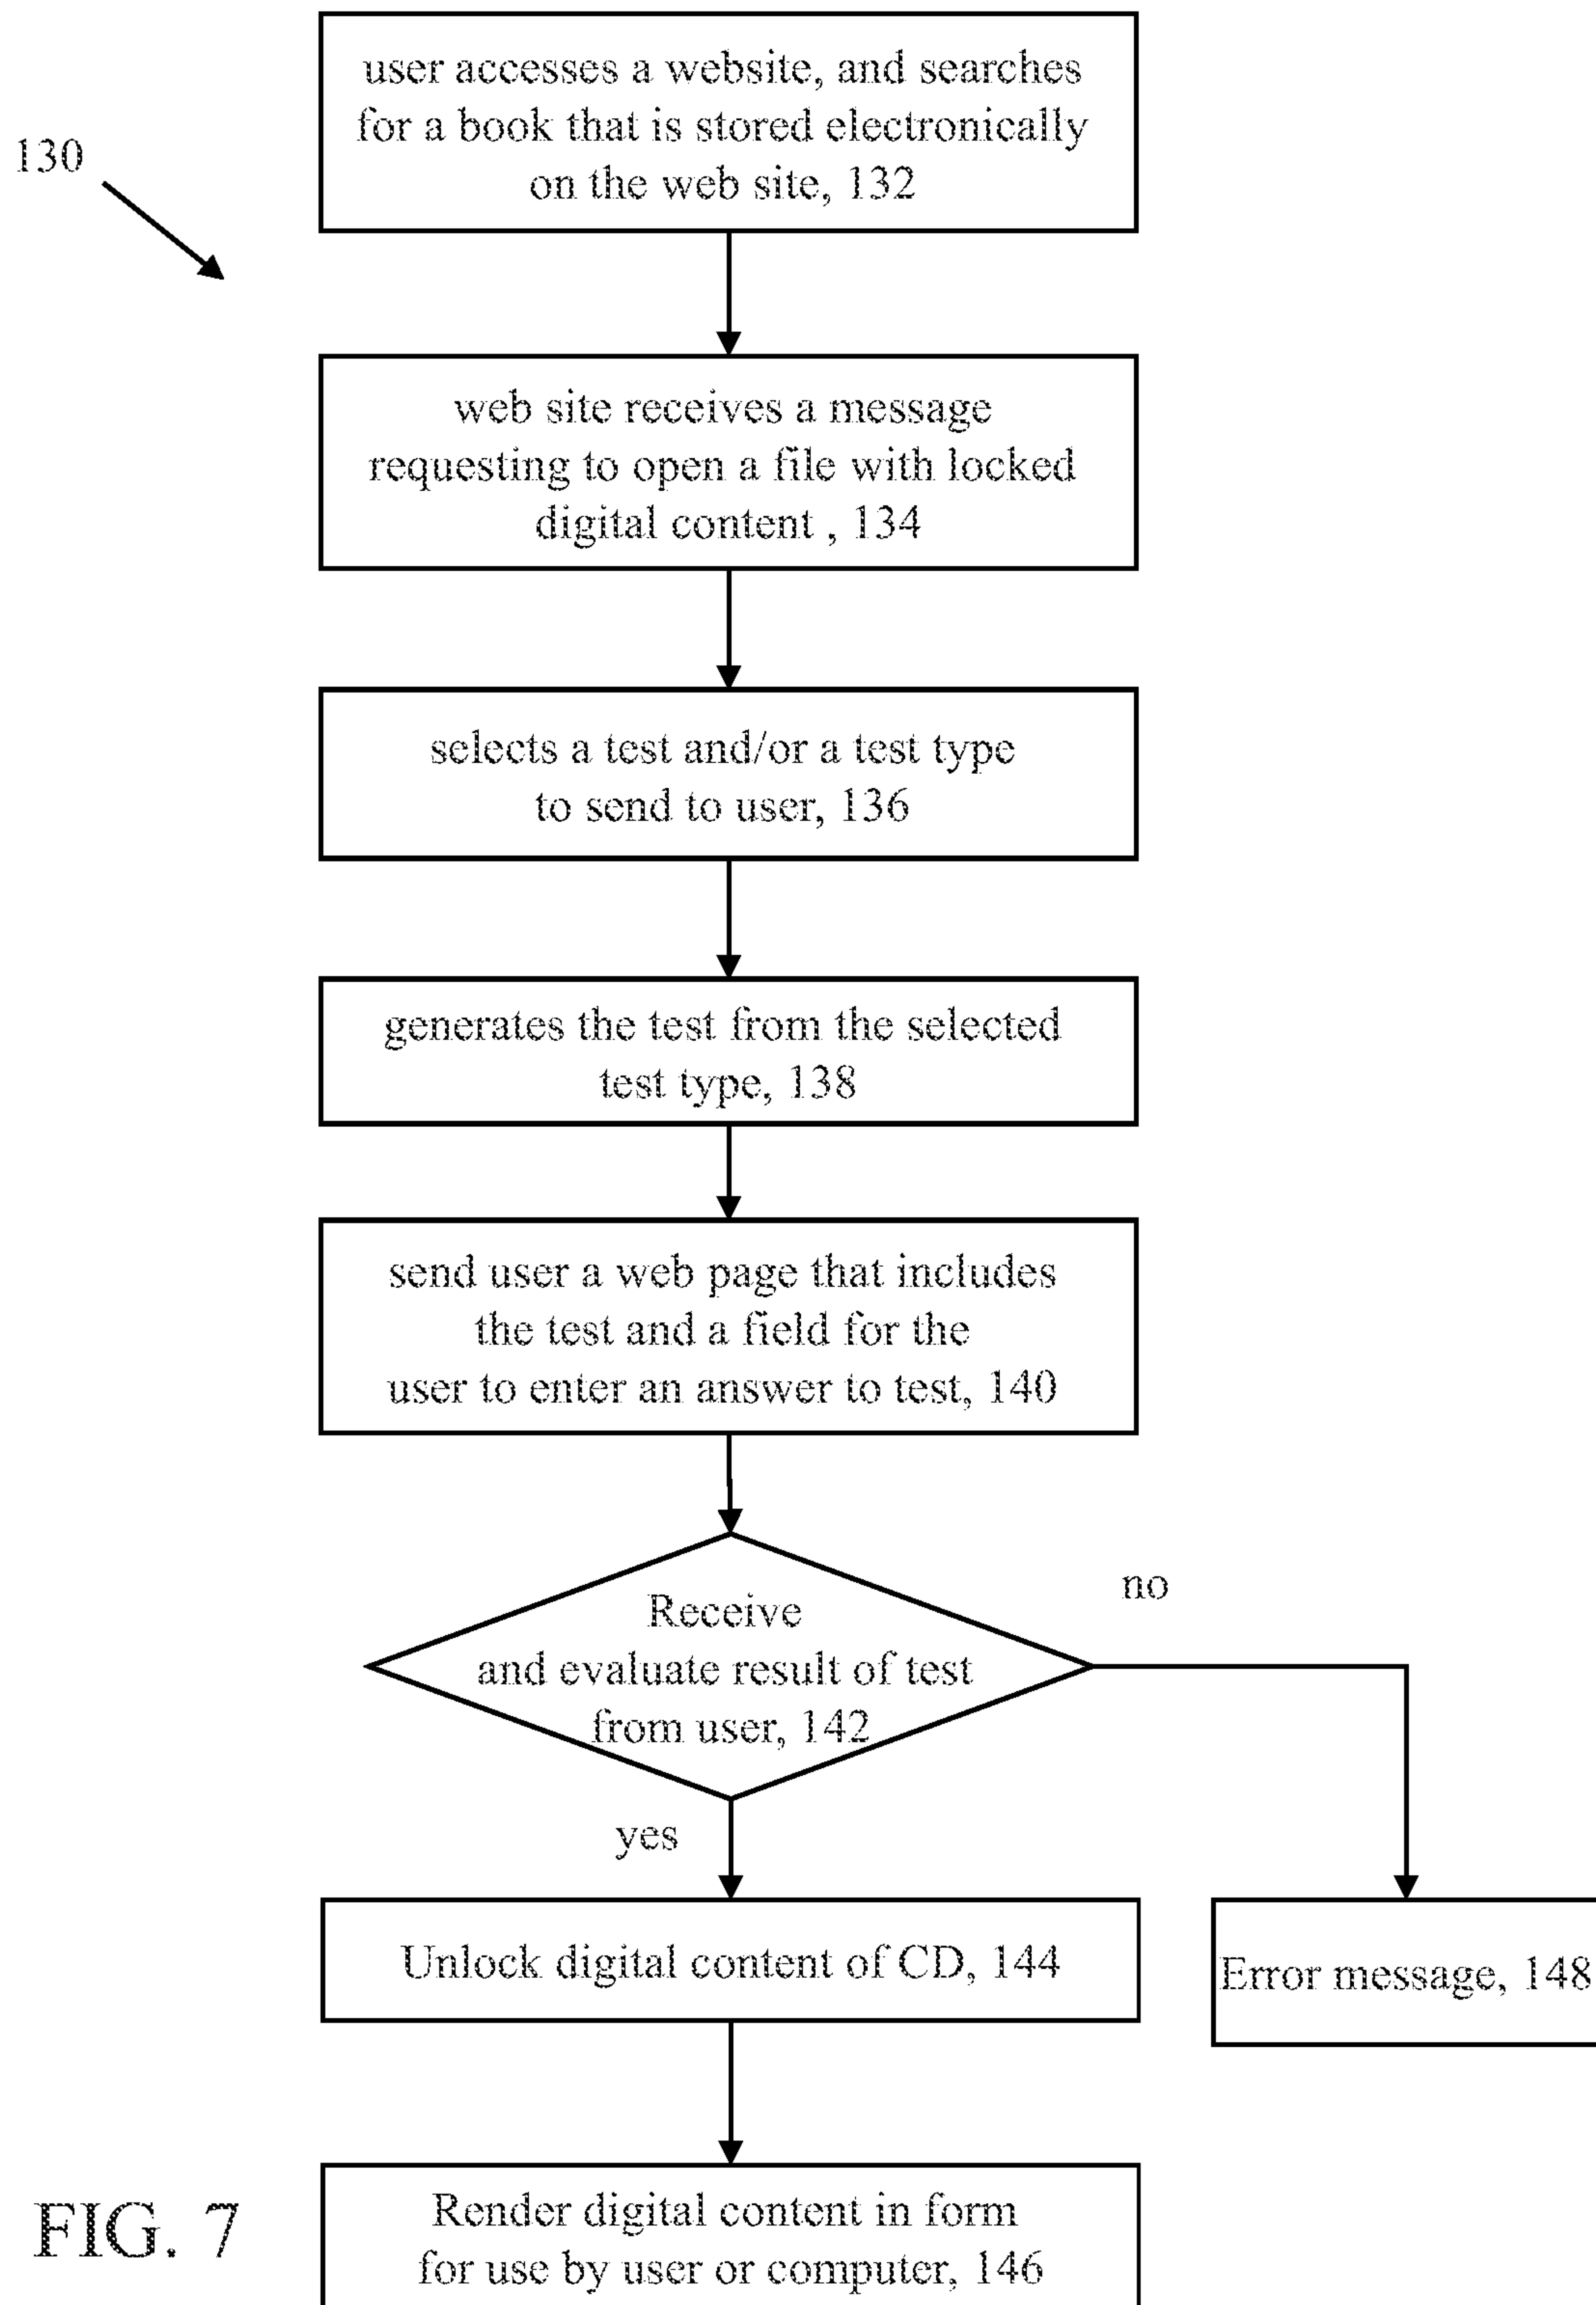 130
user accesses a website, and searches
for a book that is stored electronically
on the web site, 132
web site receives a message
requesting to open a file with locked
digital content , 134
selects a test and/or a test type
to send to user, 136
generates the test from the selected
test type, 138
send user a web page that includes
the test and a field for the
user to enter an answer to test, 140
Receive
and evaluate result of test
from user, 142
no
yes
Unlock digital content of CD, 144
Error message, 148
Render digital content in form
for use by user or computer, 146
FIG. 7